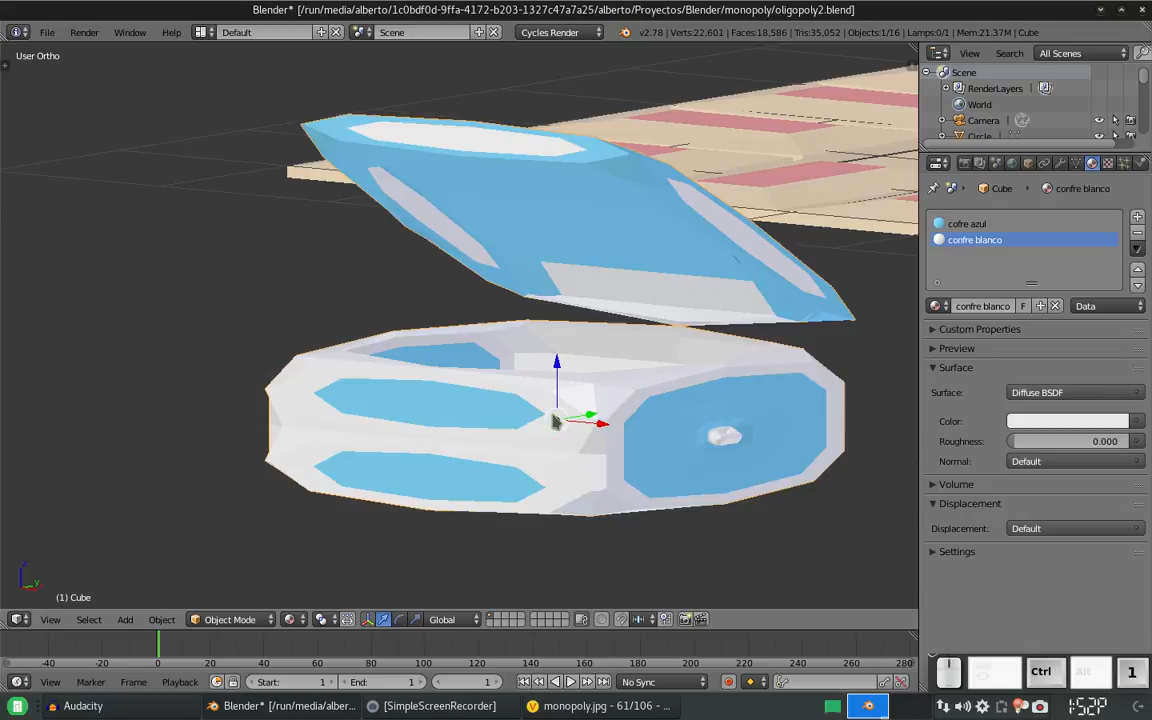 Blender* [/run/media/alberto/1c0bdf0d-9ffa-4172-b203-1327c47a7a25/alberto/Proyectos/Blender/monopoly/oligopoly2.blend]
File Render Window Help Default Scene Cycles Render v2.78 | Verts:22,601 | Faces:18,586 | Tris:35,052 | Objects:1/16 | Lamps:0/1 | Mem:21.37M | Cube
User Ortho
View Search All Scenes
Scene
RenderLayers
World
Camera
Circle
Cube confre blanco
cofre azul
confre blanco
confre blanco F Data
Custom Properties
Preview
Surface
Surface: Diffuse BSDF
Color:
Roughness: 0.000
Normal: Default
Volume
Displacement
Displacement: Default
Settings
z
y
(1) Cube
View Select Add Object Object Mode Global
-40 -20 0 20 40 60 80 100 120 140 160 180 200 220 240 260 280
View Marker Frame Playback Start: 1 End: 1 1 No Sync
Ctrl Alt 1
Audacity Blender* [/run/media/alber... [SimpleScreenRecorder] monopoly.jpg - 61/106 - ...